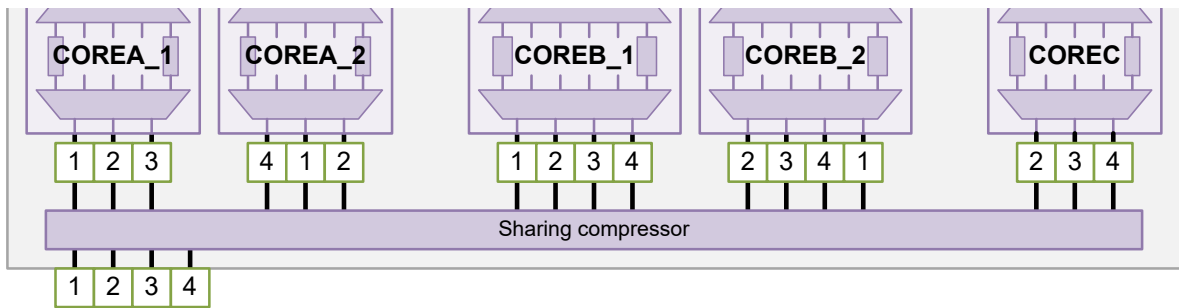 COREA_1 COREA_2 COREB_1 COREB_2 COREC
1 2 3 4 1 2 1 2 3 4 2 3 4 1 2 3 4
Sharing compressor
1 2 3 4